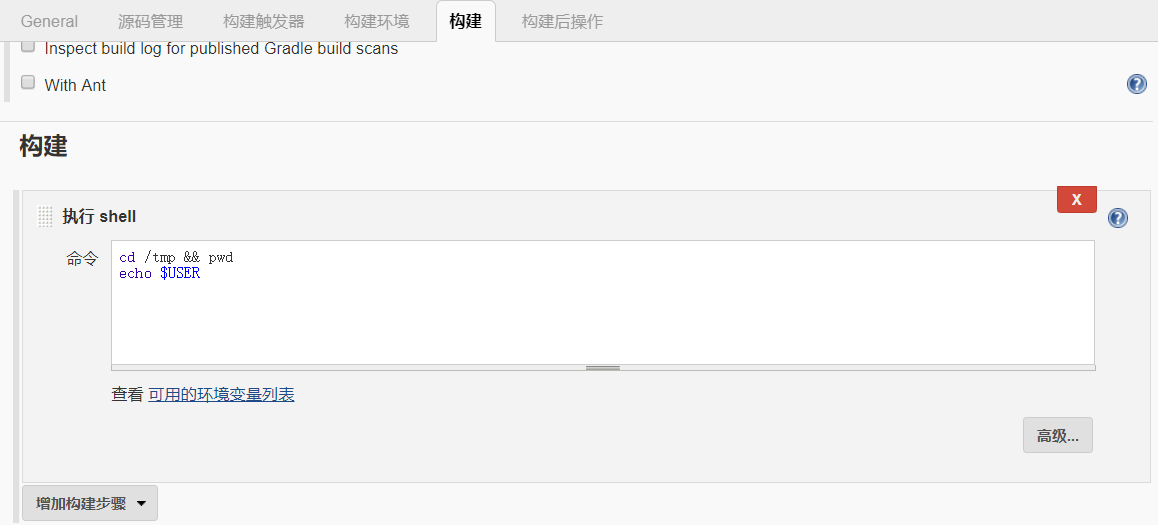 General 源码管理 构建触发器 构建环境 构建 构建后操作
Inspect build log for published Gradle build scans
With Ant
构建
X
执行 shell
命令
cd /tmp && pwd
echo $USER
查看 可用的环境变量列表
高级...
增加构建步骤